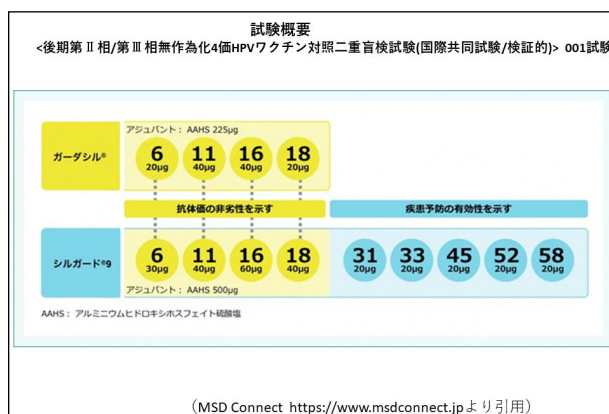 試験概要
<後期第Ⅱ相/第Ⅲ相無作為化4価HPVワクチン対照二重盲検試験(国際共同試験/検証的)> 001試験
アジュバント： AAHS 225μg
ガーダシル®
6 11 16 18
20μg 40μg 40μg 20μg
抗体価の非劣性を示す 疾患予防の有効性を示す
シルガード®9
6 11 16 18 31 33 45 52 58
30μg 40μg 60μg 40μg 20μg 20μg 20μg 20μg 20μg
アジュバント： AAHS 500μg
AAHS： アルミニウムヒドロキシホスフェイト硫酸塩
（MSD Connect https://www.msdconnect.jpより引用）